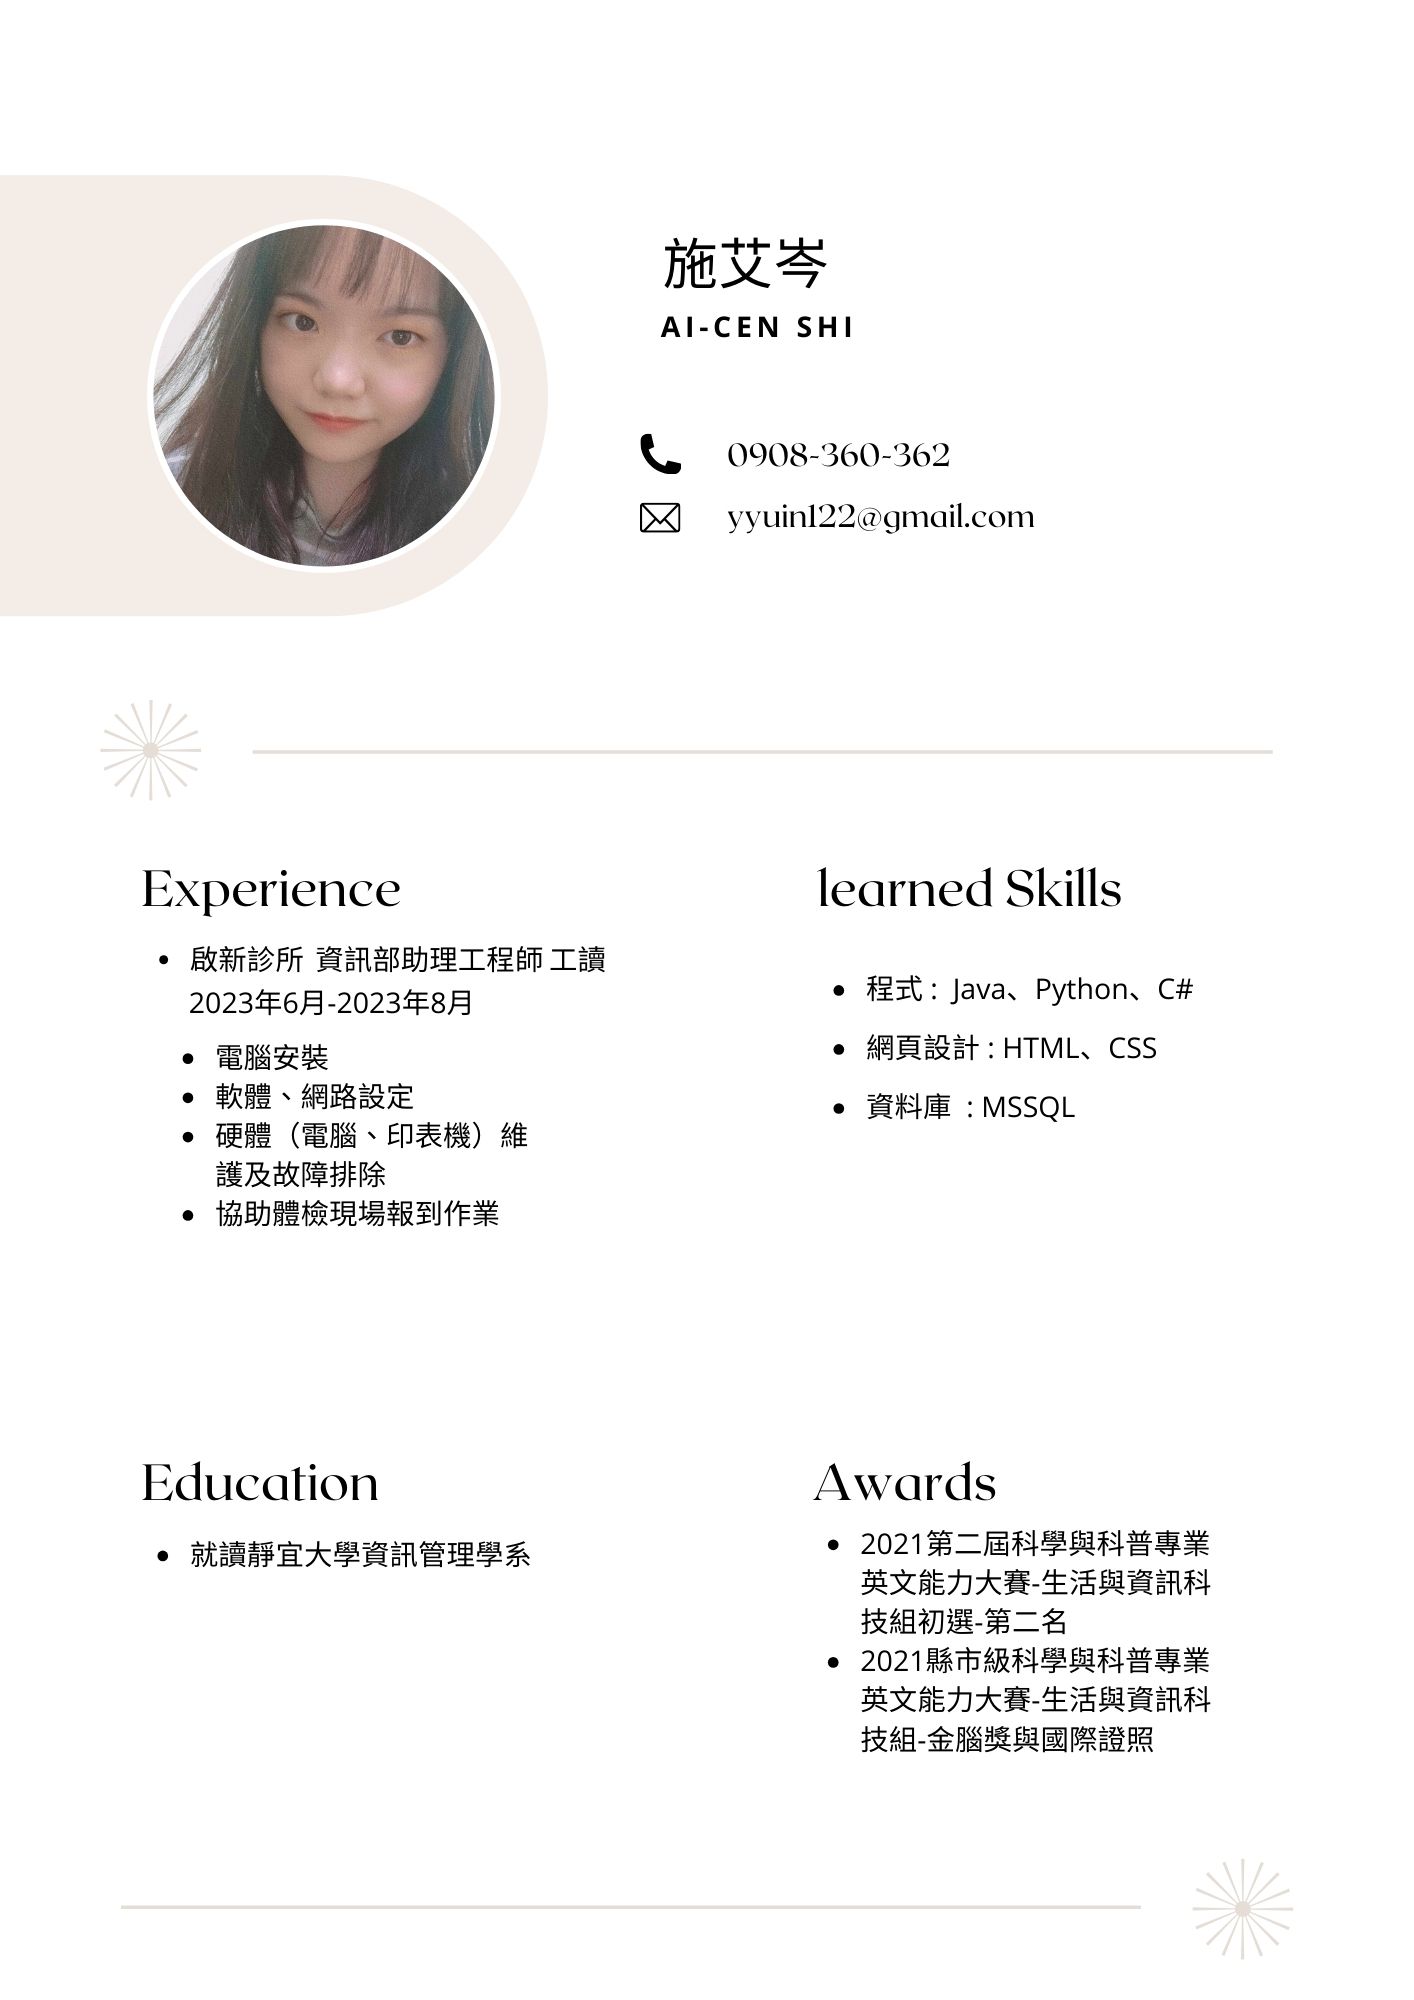 施艾岑
AI-CEN SHI
0908-360-362
yyuin122@gmail.com
Experience
啟新診所 資訊部助理工程師 工讀
2023年6月-2023年8月
電腦安裝
軟體、網路設定
硬體（電腦、印表機）維
護及故障排除
協助體檢現場報到作業
learned Skills
程式 : Java、Python、C#
網頁設計 : HTML、CSS
資料庫 : MSSQL
Education
就讀靜宜大學資訊管理學系
Awards
2021第二屆科學與科普專業
英文能力大賽-生活與資訊科
技組初選-第二名
2021縣市級科學與科普專業
英文能力大賽-生活與資訊科
技組-金腦獎與國際證照